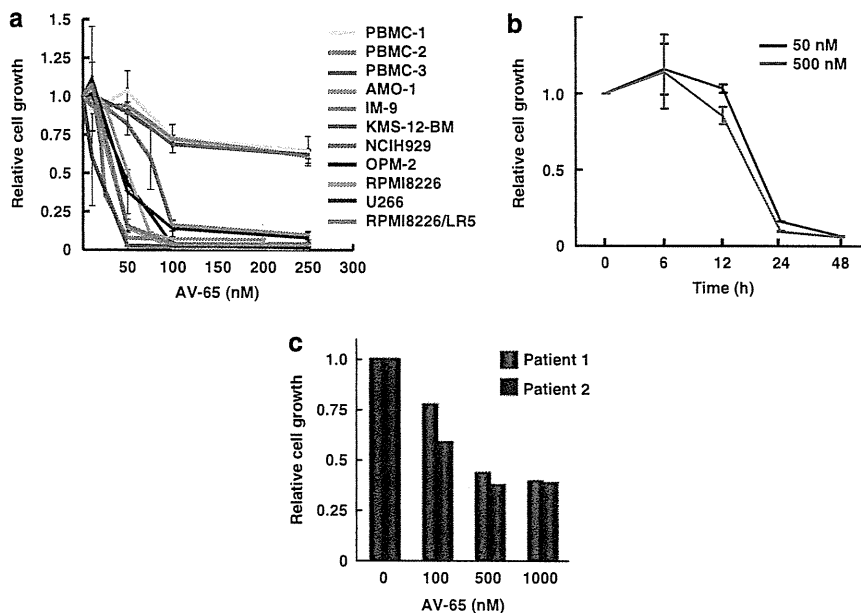 a
1.5
1.25
1.0
0.75
0.5
0.25
0
50
100
150
200
250
300
Relative cell growth
AV-65 (nM)
PBMC-1
PBMC-2
PBMC-3
AMO-1
IM-9
KMS-12-BM
NCIH929
OPM-2
RPMI8226
U266
RPMI8226/LR5
b
1.5
1.0
0.5
0
0
6
12
24
48
Relative cell growth
Time (h)
50 nM
500 nM
c
1.0
0.75
0.5
0.25
0
0
100
500
1000
Relative cell growth
AV-65 (nM)
Patient 1
Patient 2